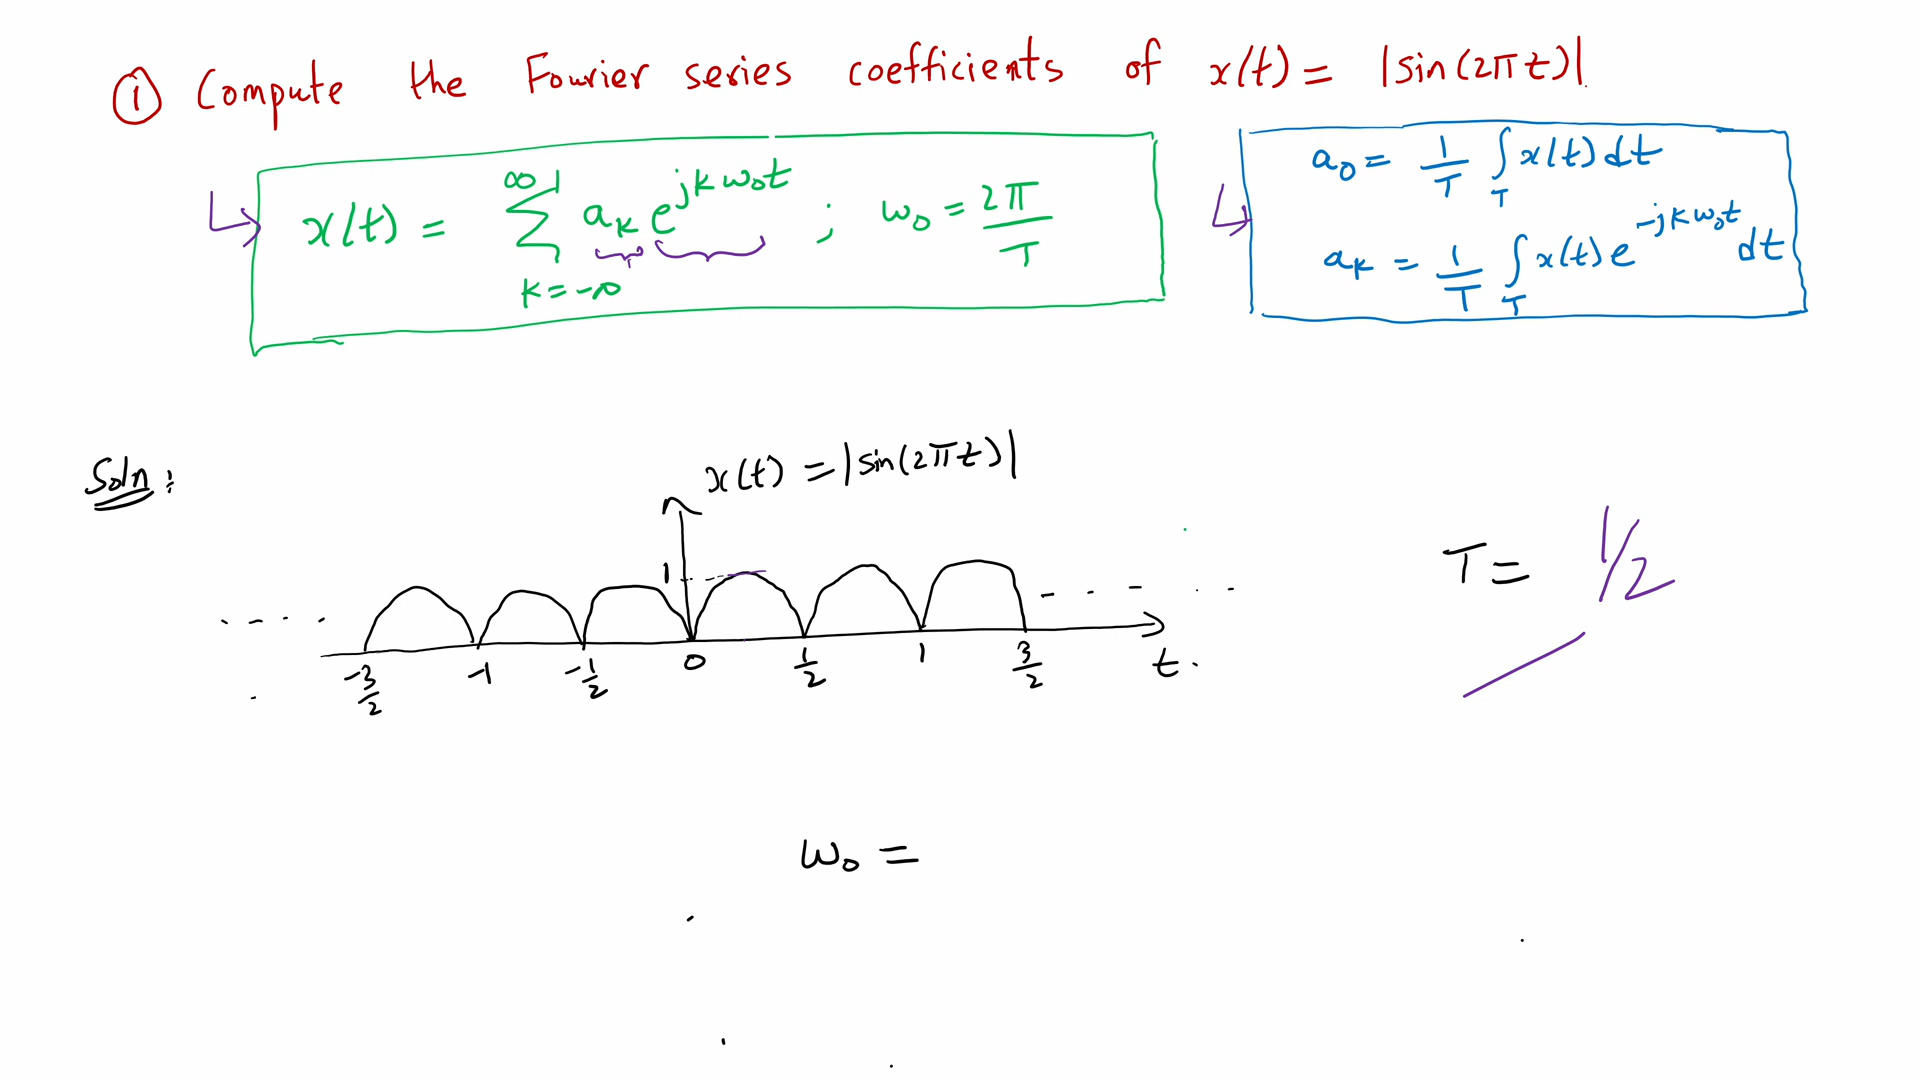 ① Compute the Fourier series coefficients of x(t) = |sin(2πt)|.
x(t) = ∑_{k=-∞}^{∞} a_k e^{jkω₀t} ; ω₀ = 2π/T
a₀ = 1/T ∫_T x(t) dt
a_k = 1/T ∫_T x(t) e^{-jkω₀t} dt
Soln :
x(t) = |sin(2πt)|
T = 1/2
1
-3/2 -1 -1/2 0 1/2 1 3/2 t
ω₀ =